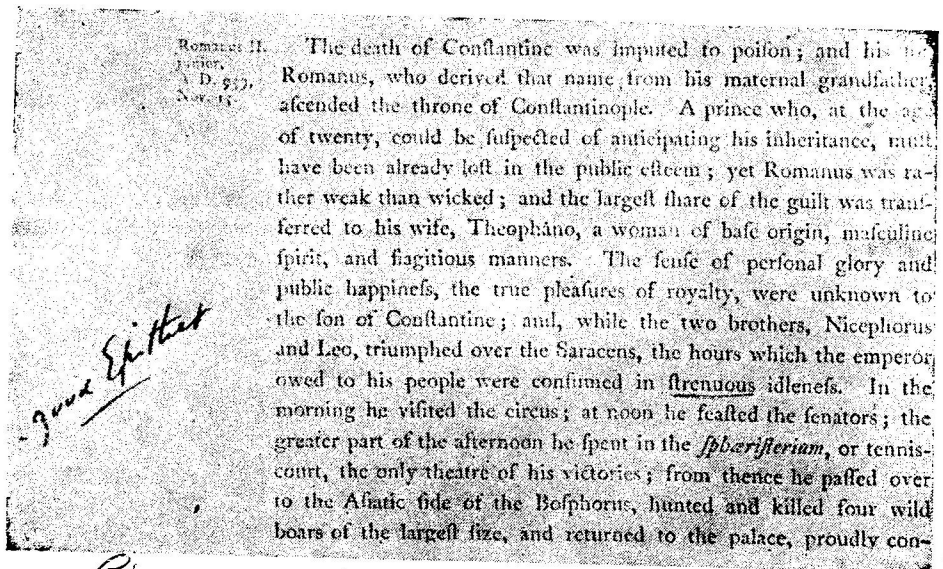 Romanus II.
junior,
A. D. 959,
Nov. 15.
The death of Conſtantine was imputed to poiſon; and his
Romanus, who derived that name from his maternal grandfather,
aſcended the throne of Conſtantinople. A prince who, at the age
of twenty, could be ſuſpected of anticipating his inheritance, muſt
have been already loſt in the public eſteem; yet Romanus was ra-
ther weak than wicked; and the largeſt ſhare of the guilt was tranſ-
ferred to his wife, Theophano, a woman of baſe origin, maſculine
ſpirit, and flagitious manners. The ſenſe of perſonal glory and
public happineſs, the true pleaſures of royalty, were unknown to
the ſon of Conſtantine; and, while the two brothers, Nicephorus
and Leo, triumphed over the Saracens, the hours which the emperor
owed to his people were conſumed in ſtrenuous idleneſs. In the
morning he viſited the circus; at noon he feaſted the ſenators; the
greater part of the afternoon he ſpent in the ſphæriſterium, or tennis-
court, the only theatre of his victories; from thence he paſſed over
to the Aſiatic ſide of the Boſphorus, hunted and killed four wild
boars of the largeſt ſize, and returned to the palace, proudly con-
good Epithet